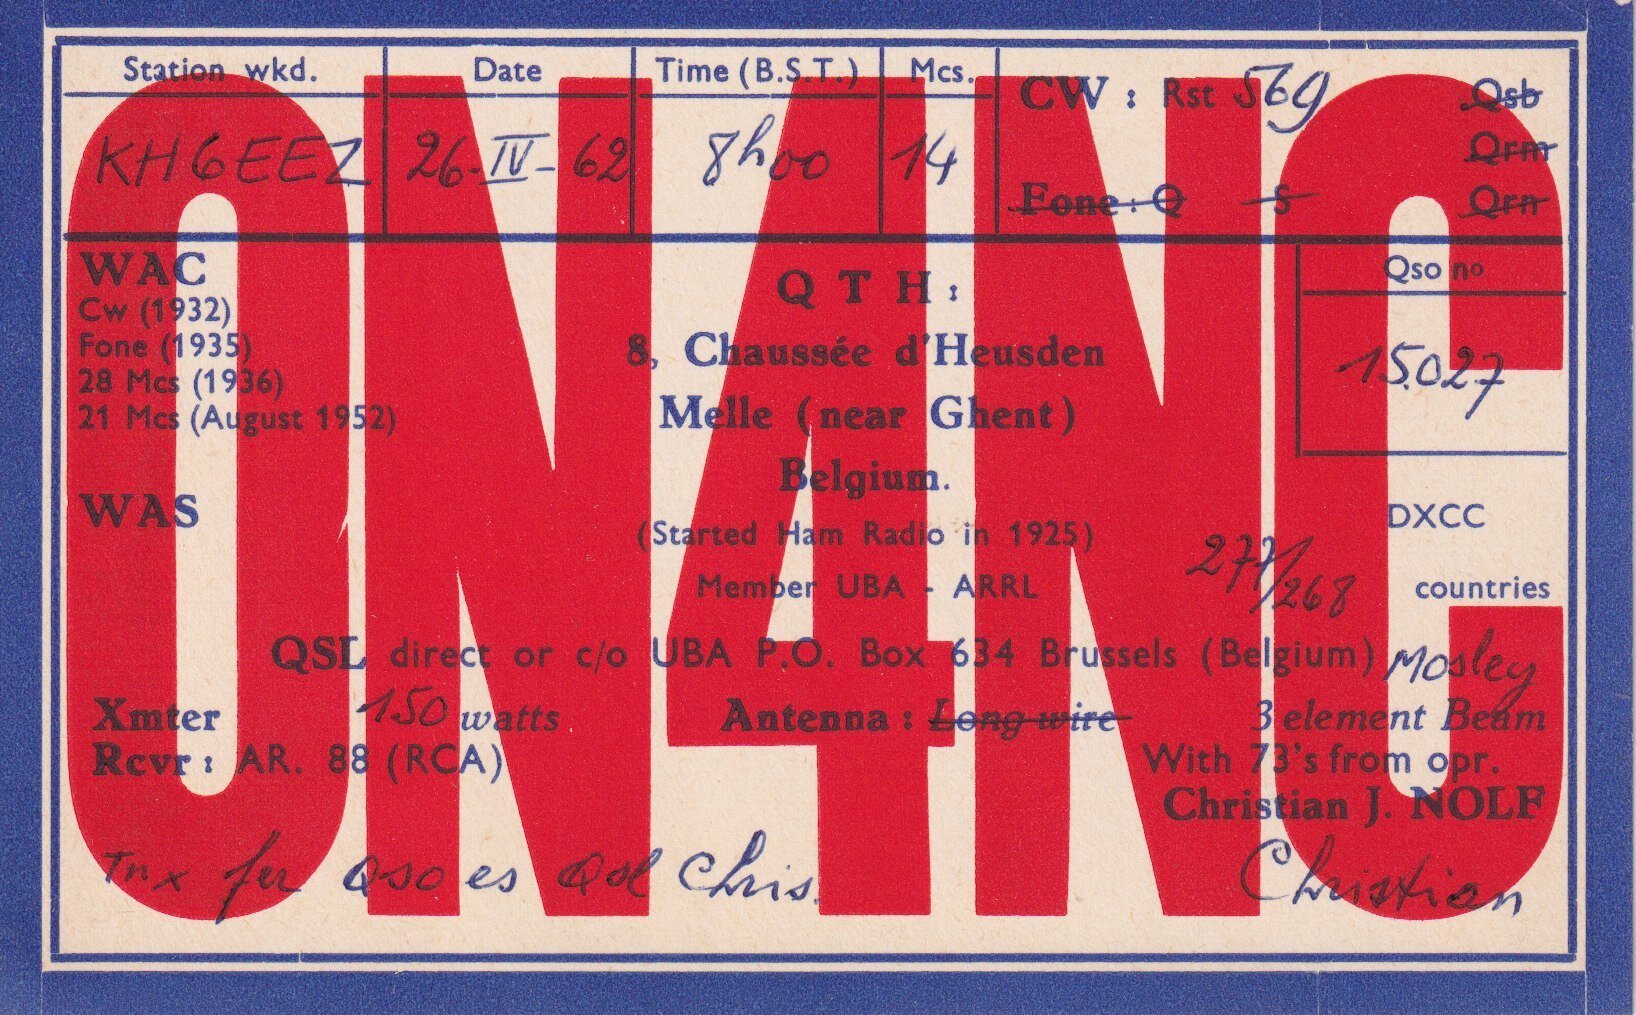 ON4NC
Station wkd. Date Time (B.S.T.) Mcs. CW: Rst 569 Qsb
KH6EEZ 26-IV-62 8h00 14 Qrm
Fone: Q S Qrn
WAC
Cw (1932)
Fone (1935)
28 Mcs (1936)
21 Mcs (August 1952)
WAS
QTH:
8, Chaussée d'Heusden
Melle (near Ghent)
Belgium.
(Started Ham Radio in 1925)
Member UBA - ARRL
Qso nº
15.027
DXCC
277/268 countries
QSL direct or c/o UBA P.O. Box 634 Brussels (Belgium) Mosley
Xmter 150 watts Antenna: Long wire 3 element Beam
Rcvr: AR. 88 (RCA) With 73's from opr.
Christian J. NOLF
Tnx fer Qso es Qsl Chris. Christian